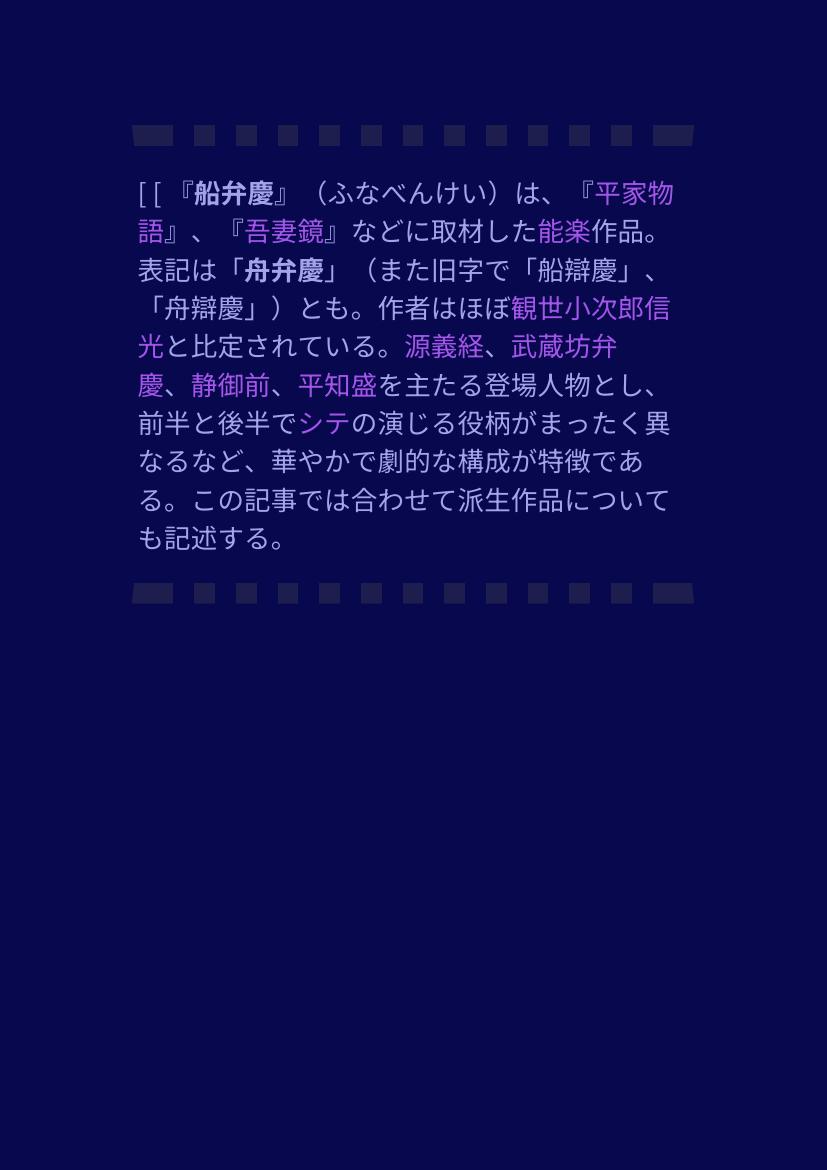 [ [ 『船弁慶』（ふなべんけい）は、『平家物
語』、『吾妻鏡』などに取材した能楽作品。
表記は「舟弁慶」（また旧字で「船辯慶」、
「舟辯慶」）とも。作者はほぼ観世小次郎信
光と比定されている。源義経、武蔵坊弁
慶、静御前、平知盛を主たる登場人物とし、
前半と後半でシテの演じる役柄がまったく異
なるなど、華やかで劇的な構成が特徴であ
る。この記事では合わせて派生作品について
も記述する。